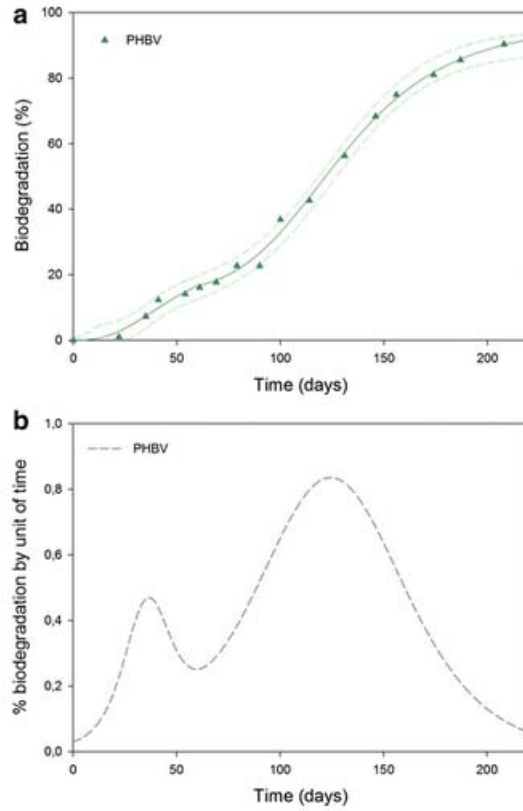 a
PHBV
100
80
60
40
20
0
Biodegradation (%)
0 50 100 150 200
Time (days)
b
PHBV
1,0
0,8
0,6
0,4
0,2
0,0
% biodegradation by unit of time
0 50 100 150 200
Time (days)